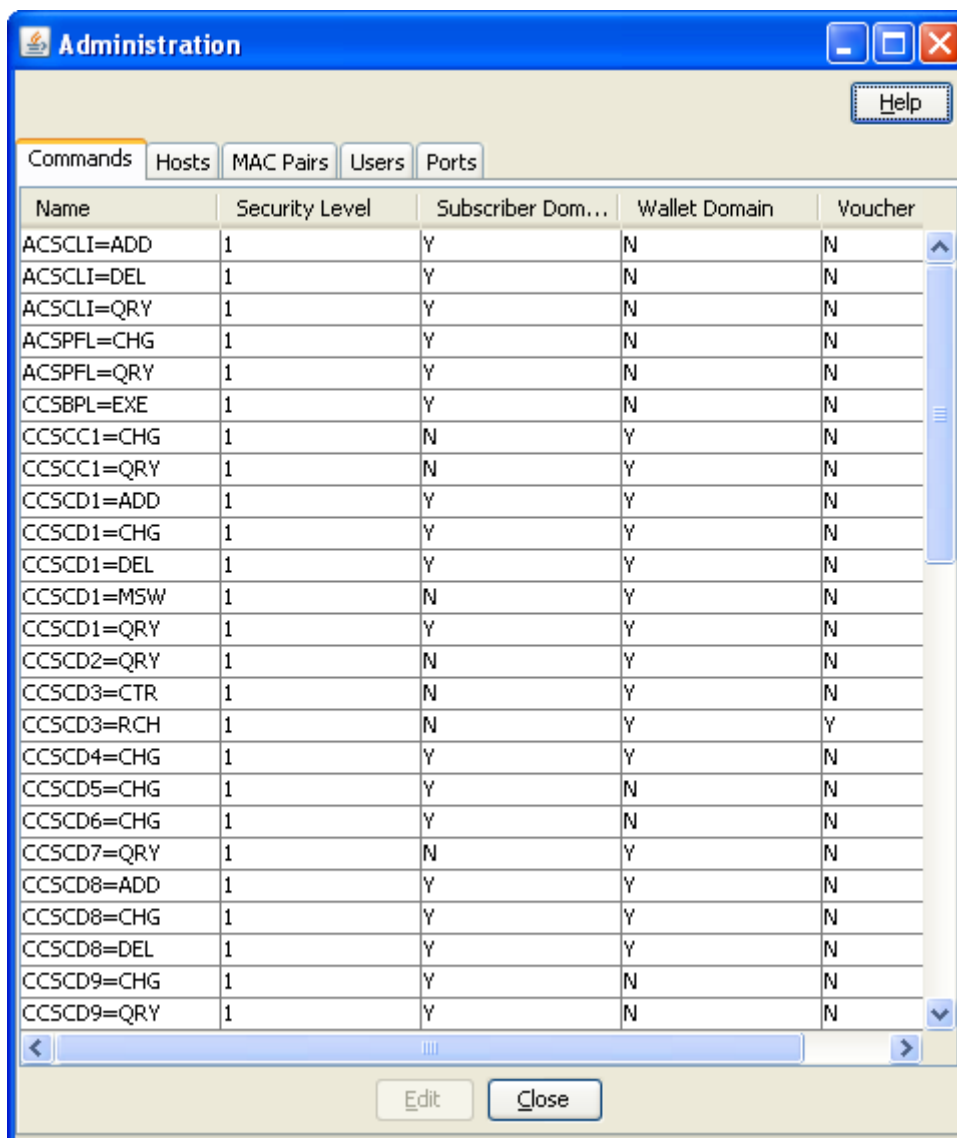 Administration
Help
Commands Hosts MAC Pairs Users Ports
Name Security Level Subscriber Dom... Wallet Domain Voucher
ACSCLI=ADD 1 Y N N
ACSCLI=DEL 1 Y N N
ACSCLI=QRY 1 Y N N
ACSPFL=CHG 1 Y N N
ACSPFL=QRY 1 Y N N
CCSBPL=EXE 1 Y N N
CCSCC1=CHG 1 N Y N
CCSCC1=QRY 1 N Y N
CCSCD1=ADD 1 Y Y N
CCSCD1=CHG 1 Y Y N
CCSCD1=DEL 1 Y Y N
CCSCD1=MSW 1 N Y N
CCSCD1=QRY 1 Y Y N
CCSCD2=QRY 1 N Y N
CCSCD3=CTR 1 N Y N
CCSCD3=RCH 1 N Y Y
CCSCD4=CHG 1 Y Y N
CCSCD5=CHG 1 Y N N
CCSCD6=CHG 1 Y N N
CCSCD7=QRY 1 N Y N
CCSCD8=ADD 1 Y Y N
CCSCD8=CHG 1 Y Y N
CCSCD8=DEL 1 Y Y N
CCSCD9=CHG 1 Y N N
CCSCD9=QRY 1 Y N N
Edit Close